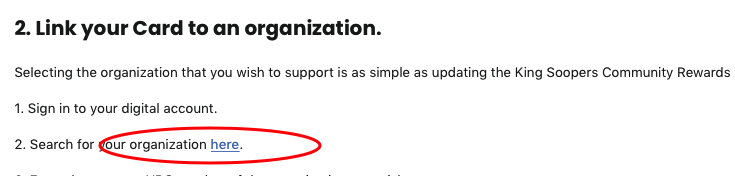 2. Link your Card to an organization.
Selecting the organization that you wish to support is as simple as updating the King Soopers Community Rewards
1. Sign in to your digital account.
2. Search for your organization here.